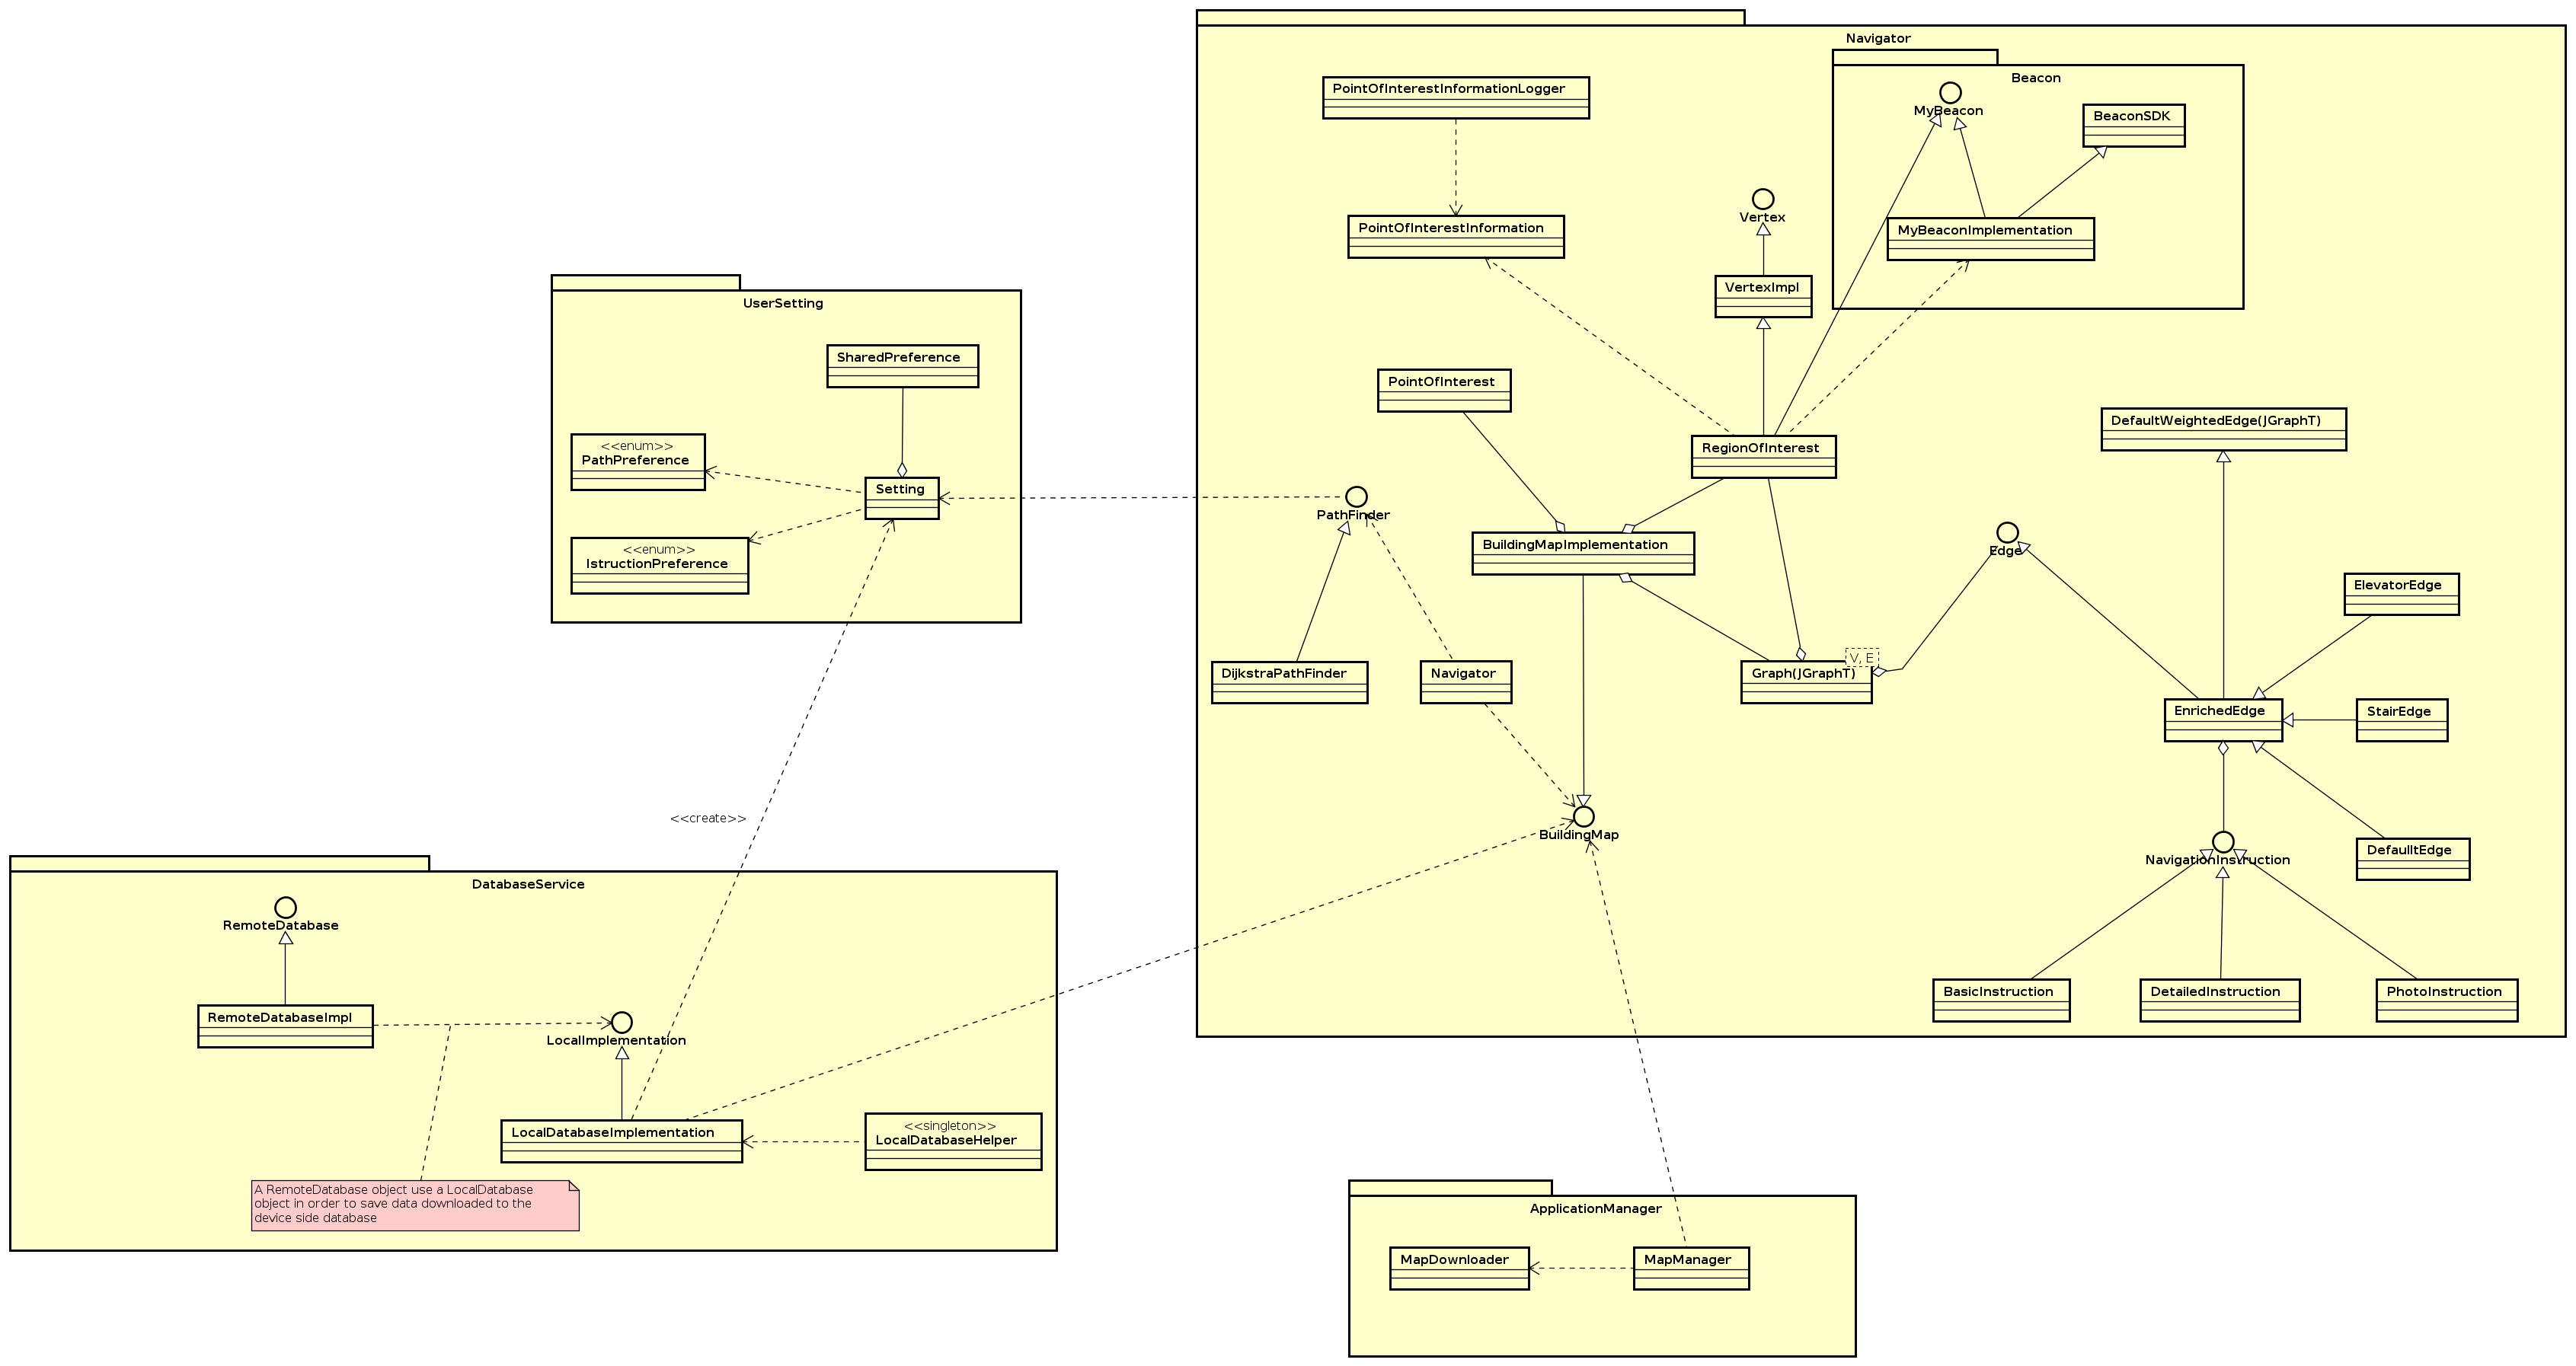 Navigator
Beacon
MyBeacon
BeaconSDK
MyBeaconImplementation
PointOfInterestInformationLogger
PointOfInterestInformation
Vertex
VertexImpl
PointOfInterest
RegionOfInterest
DefaultWeightedEdge(JGraphT)
PathFinder
BuildingMapImplementation
Edge
ElevatorEdge
DijkstraPathFinder
Navigator
V, E
Graph(JGraphT)
EnrichedEdge
StairEdge
BuildingMap
NavigationInstruction
DefaulltEdge
BasicInstruction
DetailedInstruction
PhotoInstruction
UserSetting
SharedPreference
<<enum>>
PathPreference
Setting
<<enum>>
IstructionPreference
<<create>>
DatabaseService
RemoteDatabase
RemoteDatabaseImpl
LocalImplementation
LocalDatabaseImplementation
<<singleton>>
LocalDatabaseHelper
A RemoteDatabase object use a LocalDatabase
object in order to save data downloaded to the
device side database
ApplicationManager
MapDownloader
MapManager